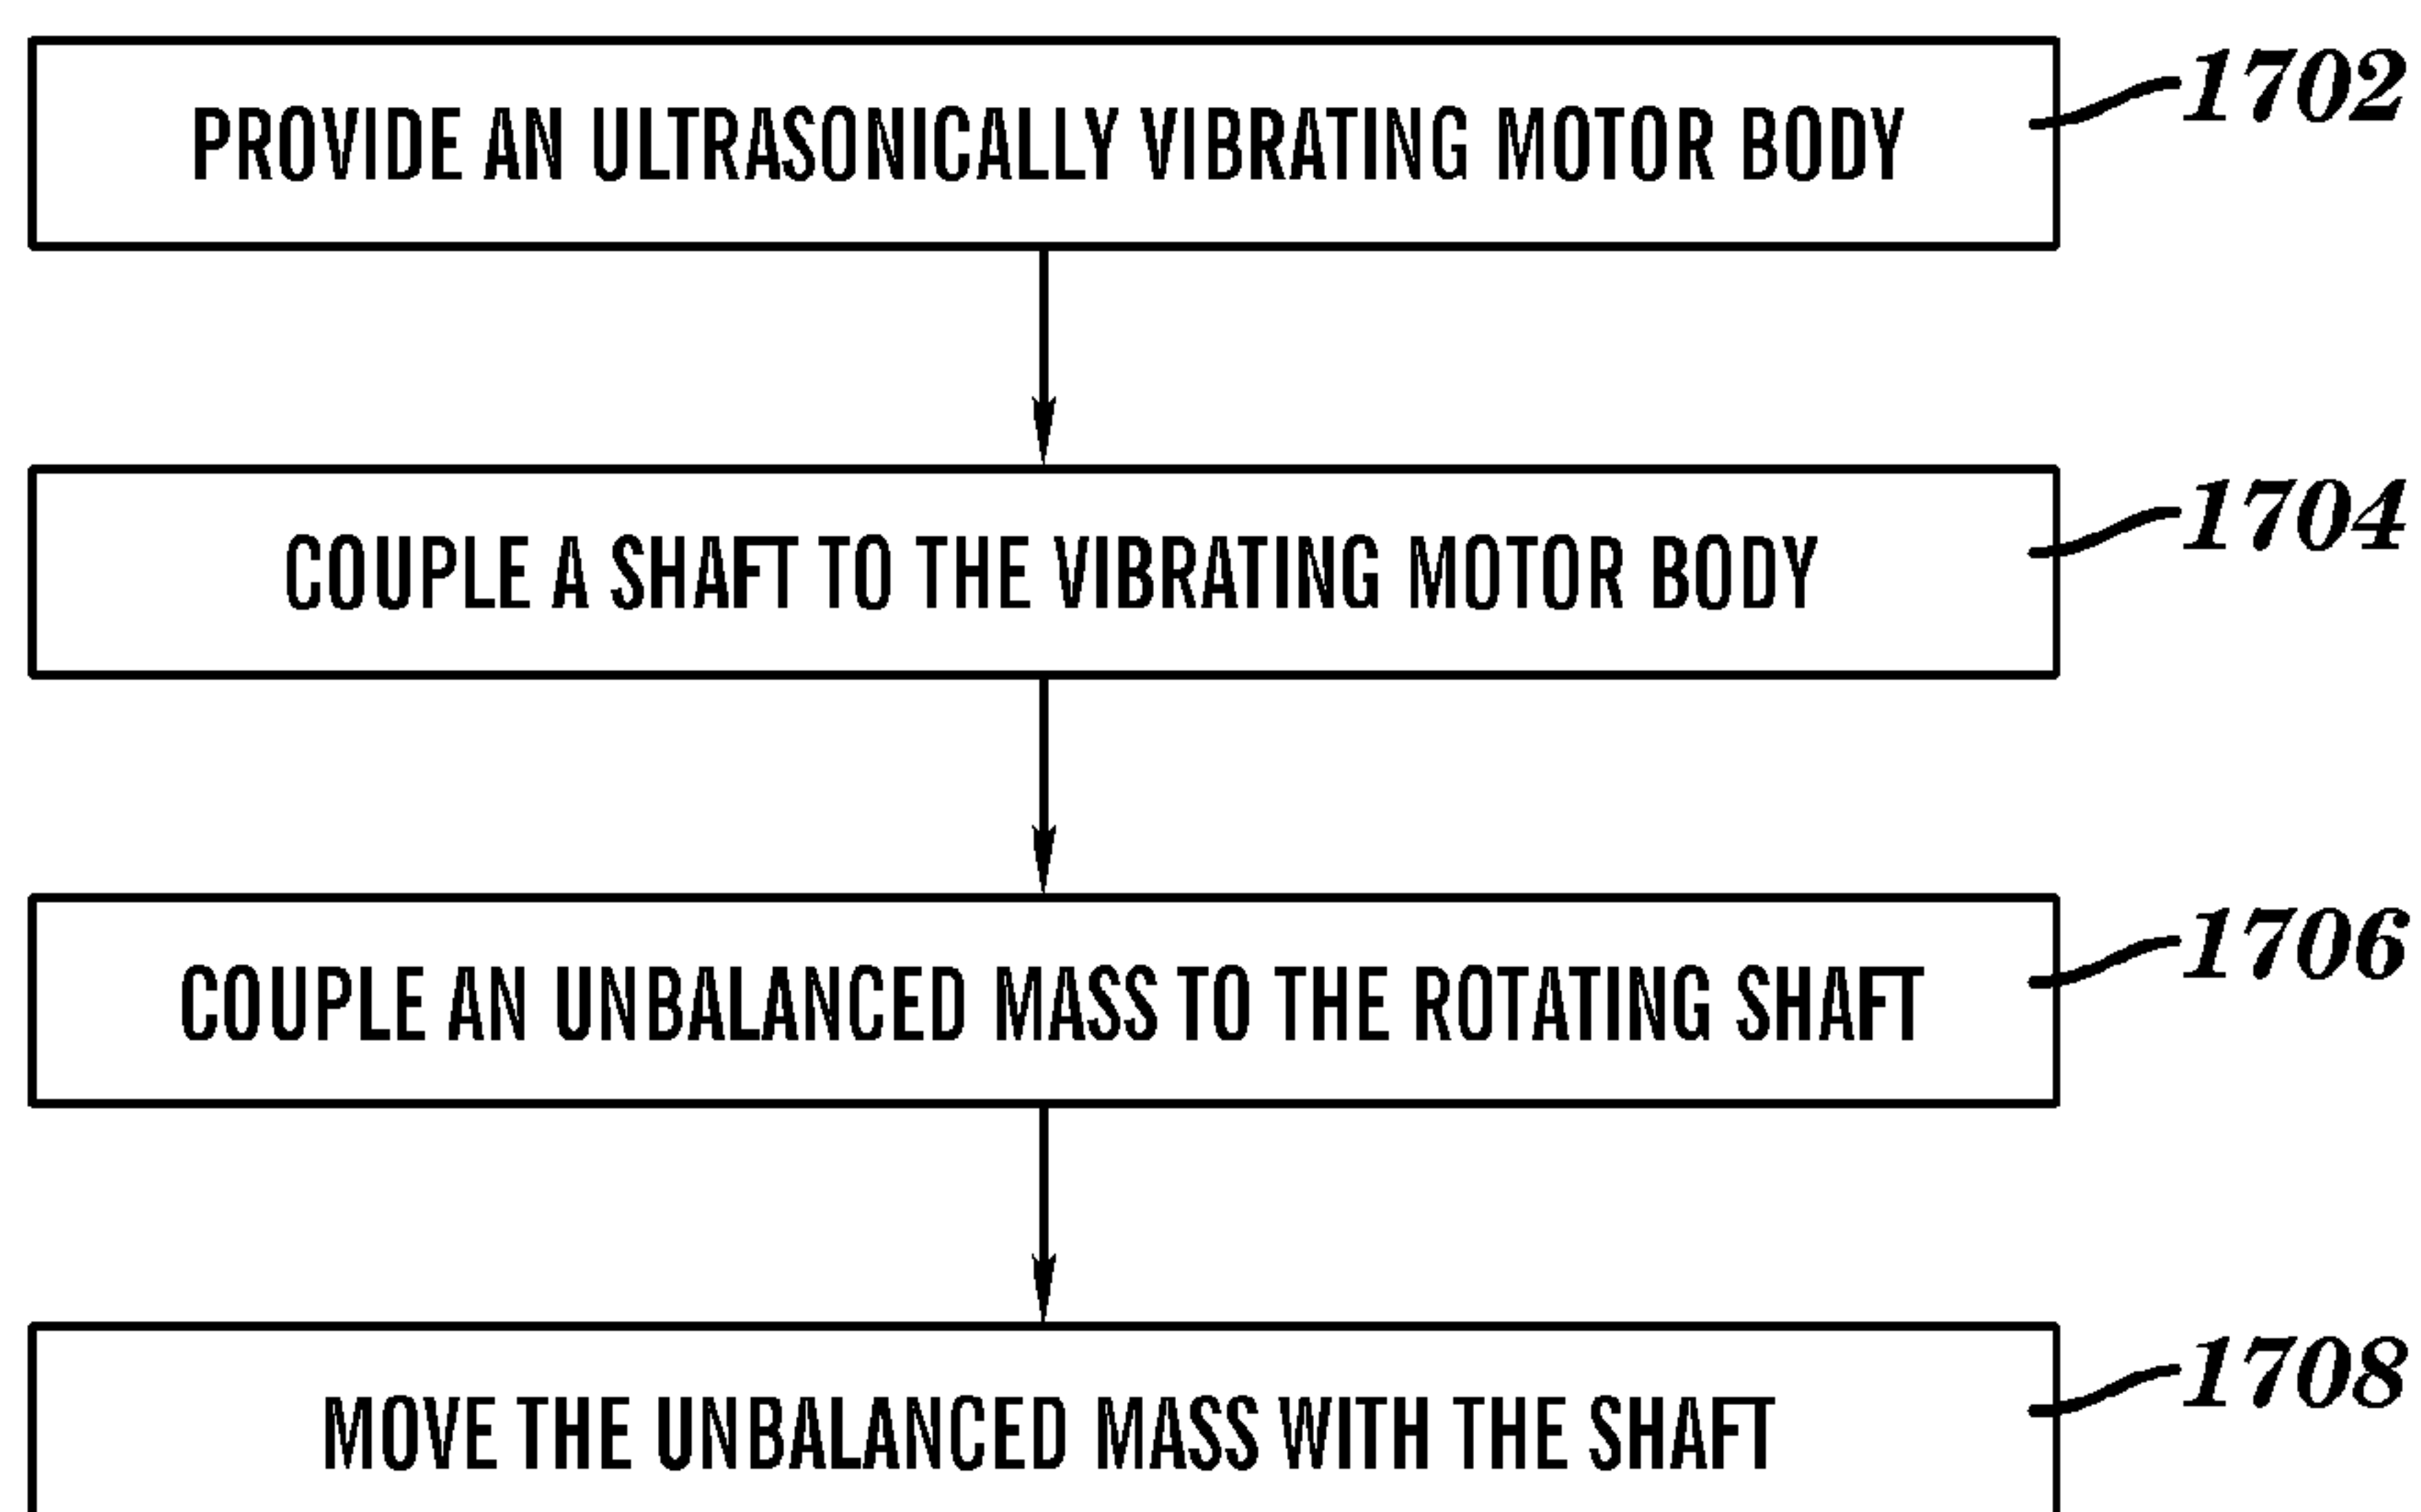 PROVIDE AN ULTRASONICALLY VIBRATING MOTOR BODY
1702
COUPLE A SHAFT TO THE VIBRATING MOTOR BODY
1704
COUPLE AN UNBALANCED MASS TO THE ROTATING SHAFT
1706
MOVE THE UNBALANCED MASS WITH THE SHAFT
1708